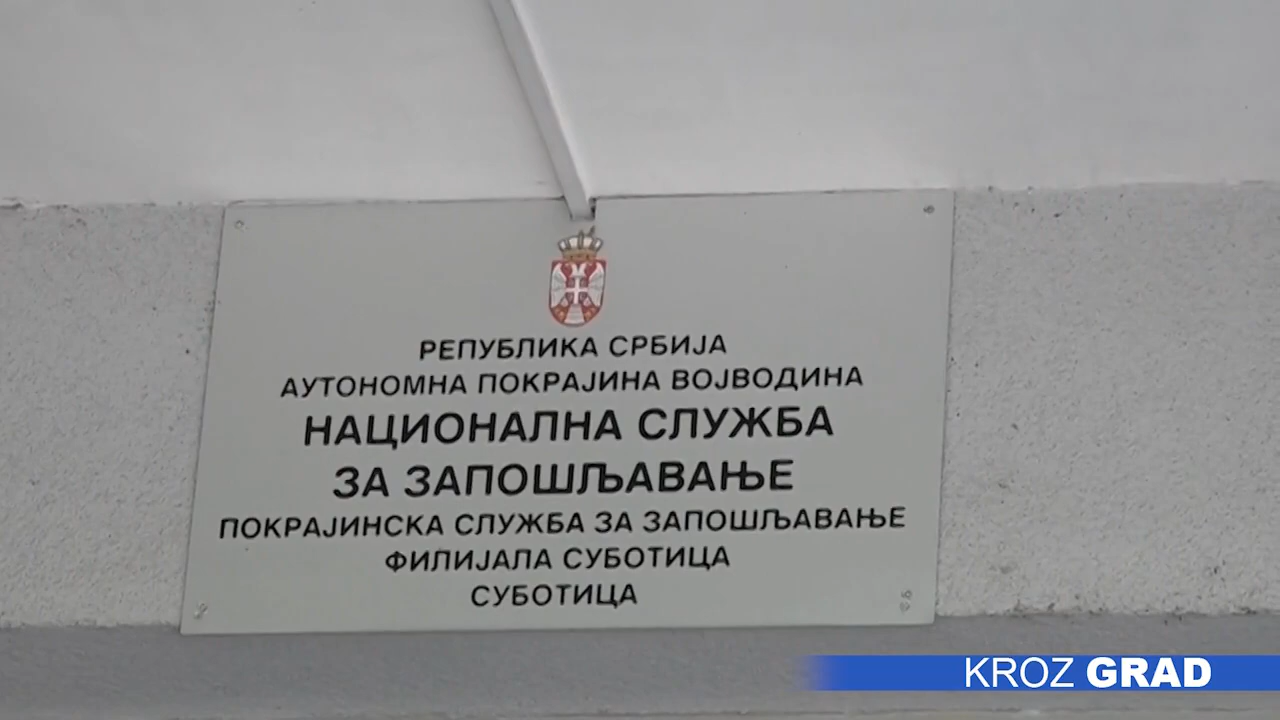 РЕПУБЛИКА СРБИЈА
АУТОНОМНА ПОКРАЈИНА ВОЈВОДИНА
НАЦИОНАЛНА СЛУЖБА
ЗА ЗАПОШЉАВАЊЕ
ПОКРАЈИНСКА СЛУЖБА ЗА ЗАПОШЉАВАЊЕ
ФИЛИЈАЛА СУБОТИЦА
СУБОТИЦА
KROZ GRAD